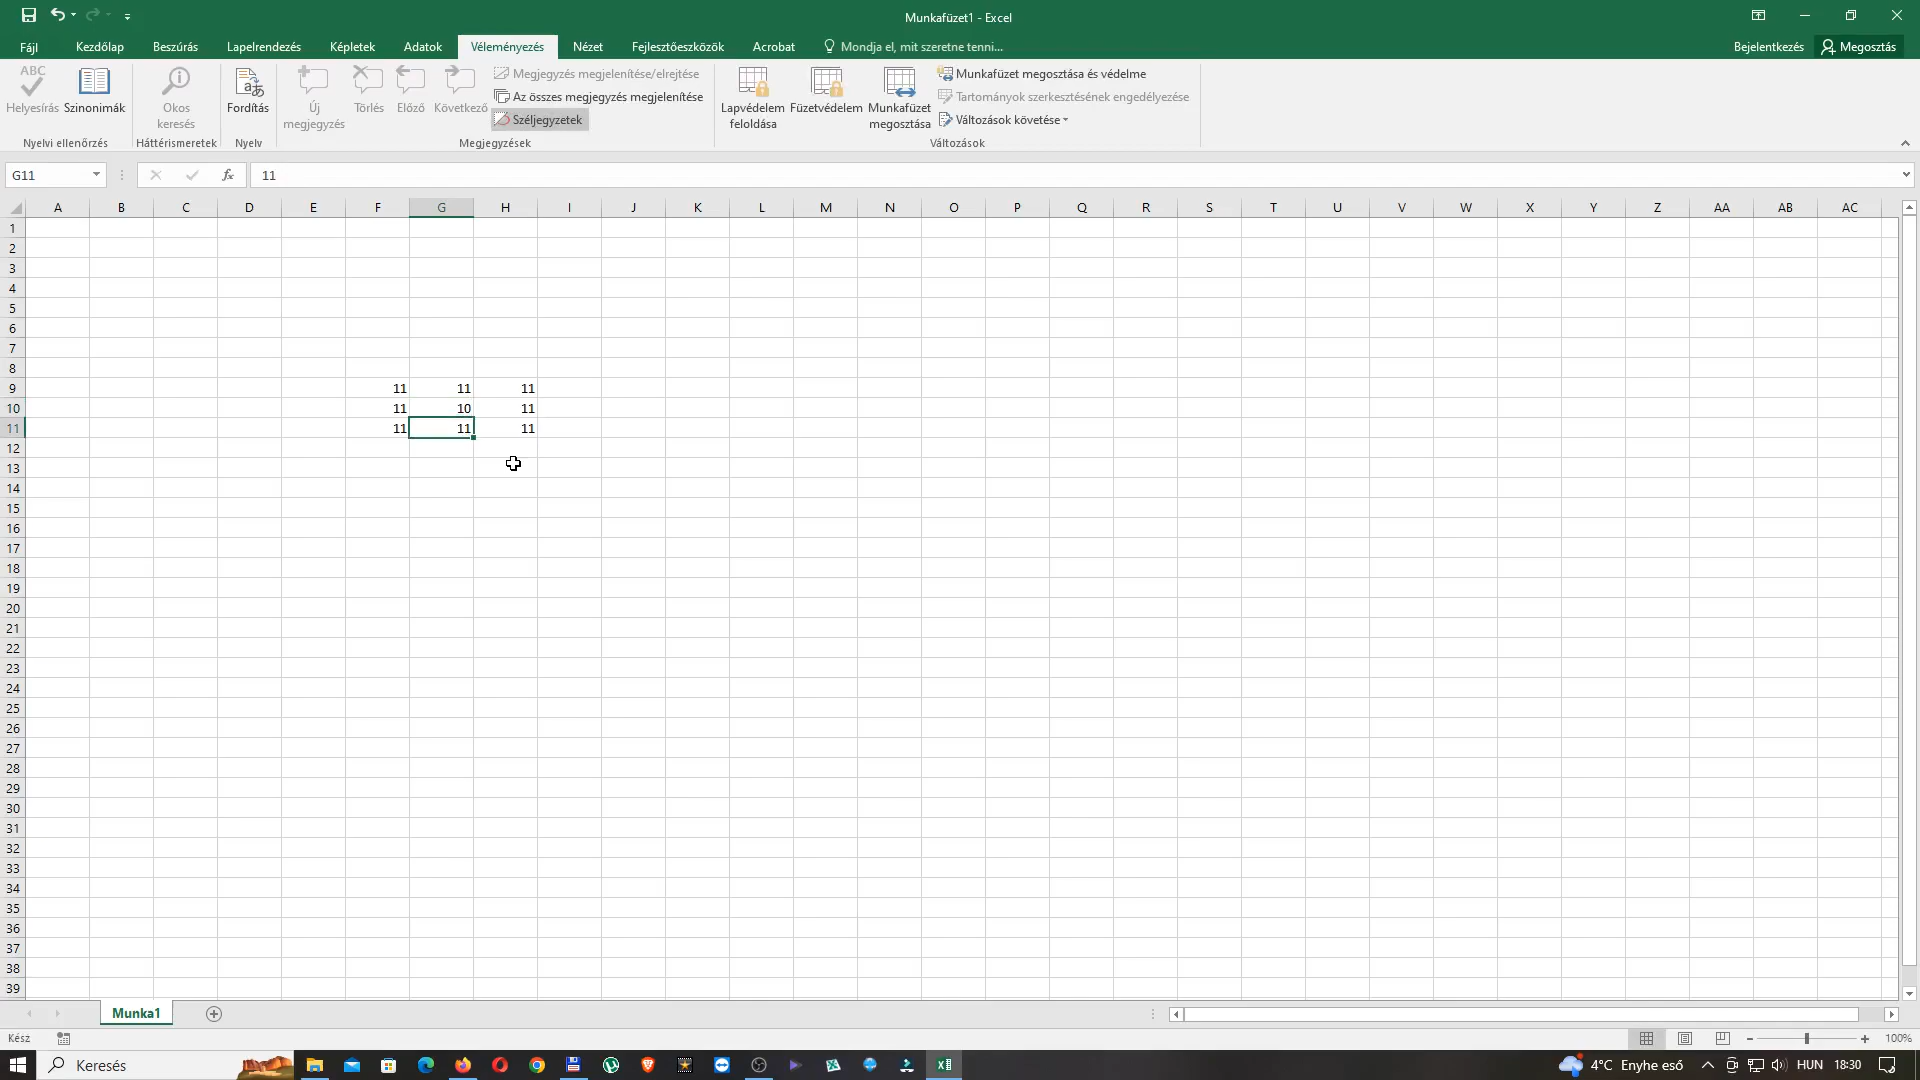 Munkafüzet1 - Excel
Fájl Kezdőlap Beszúrás Lapelrendezés Képletek Adatok Véleményezés Nézet Fejlesztőeszközök Acrobat Mondja el, mit szeretne tenni... Bejelentkezés Megosztás
ABC
Helyesírás Szinonimák
Nyelvi ellenőrzés
Okos keresés
Háttérismeretek
Fordítás
Nyelv
Új megjegyzés Törlés Előző Következő
Megjegyzés megjelenítése/elrejtése
Az összes megjegyzés megjelenítése
Széljegyzetek
Megjegyzések
Lapvédelem feloldása Füzetvédelem Munkafüzet megosztása
Munkafüzet megosztása és védelme
Tartományok szerkesztésének engedélyezése
Változások követése
Változások
G11 fx 11
A B C D E F G H I J K L M N O P Q R S T U V W X Y Z AA AB AC
1
2
3
4
5
6
7
8
9 11 11 11
10 11 10 11
11 11 11 11
12
13
14
15
16
17
18
19
20
21
22
23
24
25
26
27
28
29
30
31
32
33
34
35
36
37
38
39
Munka1
Kész 100%
Keresés 4°C Enyhe eső HUN 18:30